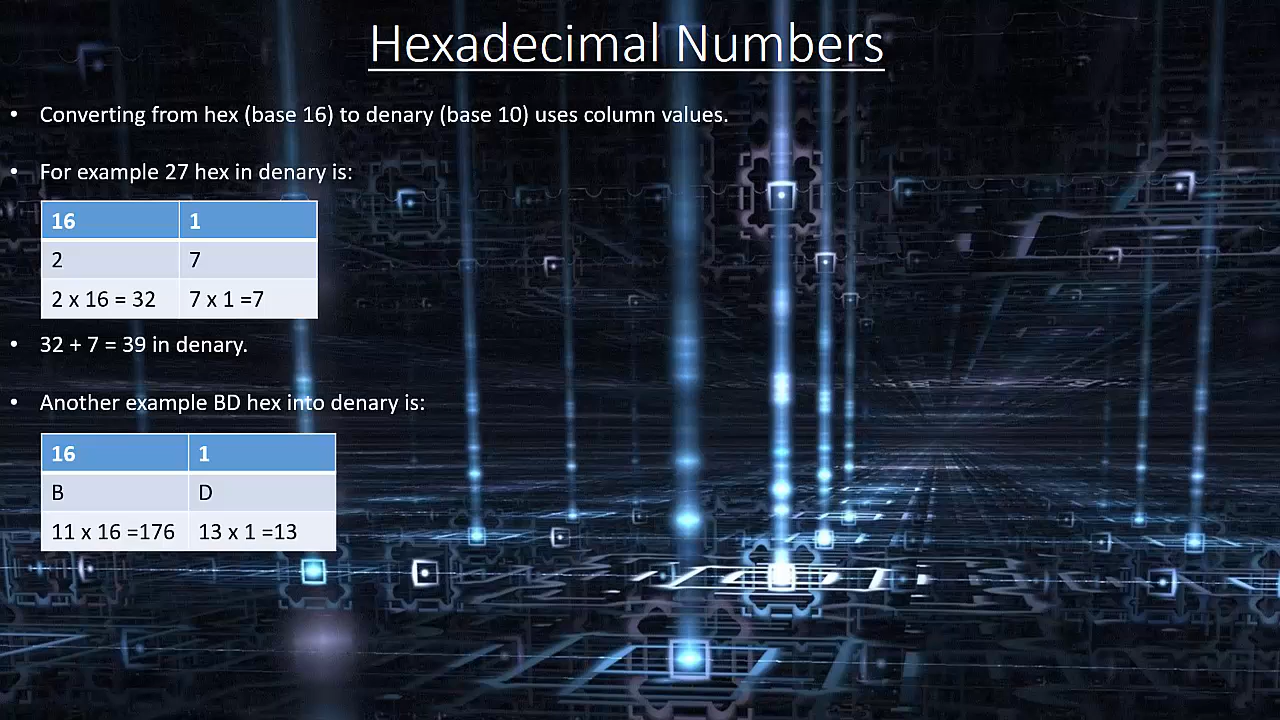 Hexadecimal Numbers
• Converting from hex (base 16) to denary (base 10) uses column values.
• For example 27 hex in denary is:
16 1
2 7
2 x 16 = 32 7 x 1 =7
• 32 + 7 = 39 in denary.
• Another example BD hex into denary is:
16 1
B D
11 x 16 =176 13 x 1 =13